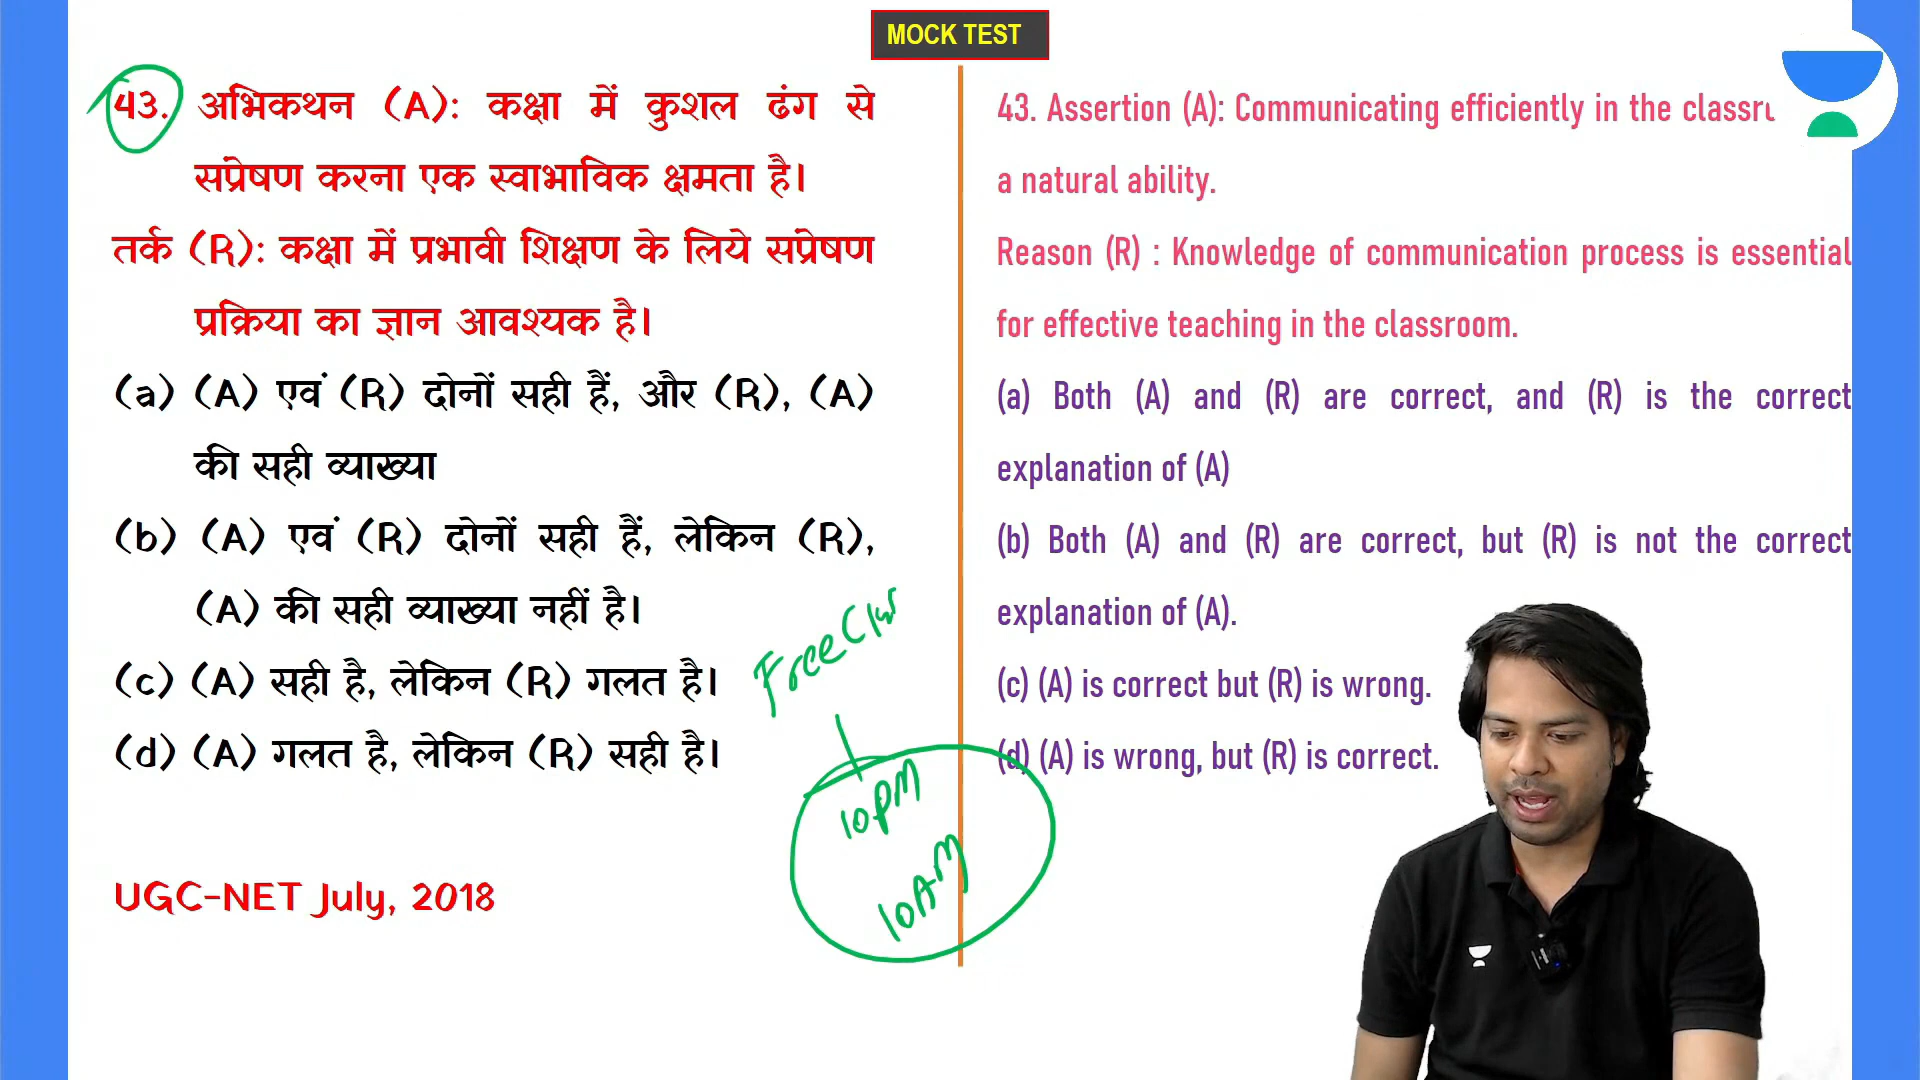 MOCK TEST
43. अभिकथन (A): कक्षा में कुशल ढंग से
संप्रेषण करना एक स्वाभाविक क्षमता है।
तर्क (R): कक्षा में प्रभावी शिक्षण के लिये संप्रेषण
प्रक्रिया का ज्ञान आवश्यक है।
(a) (A) एवं (R) दोनों सही हैं, और (R), (A)
की सही व्याख्या
(b) (A) एवं (R) दोनों सही हैं, लेकिन (R),
(A) की सही व्याख्या नहीं है।
(c) (A) सही है, लेकिन (R) गलत है।
(d) (A) गलत है, लेकिन (R) सही है।
UGC-NET July, 2018
Free
10PM
10AM
43. Assertion (A): Communicating efficiently in the
a natural ability.
Reason (R) : Knowledge of communication process is essential
for effective teaching in the classroom.
(a) Both (A) and (R) are correct, and (R) is the correct
explanation of (A)
(b) Both (A) and (R) are correct, but (R) is not the correct
explanation of (A).
(c) (A) is correct but (R) is wrong.
(d) (A) is wrong, but (R) is correct.